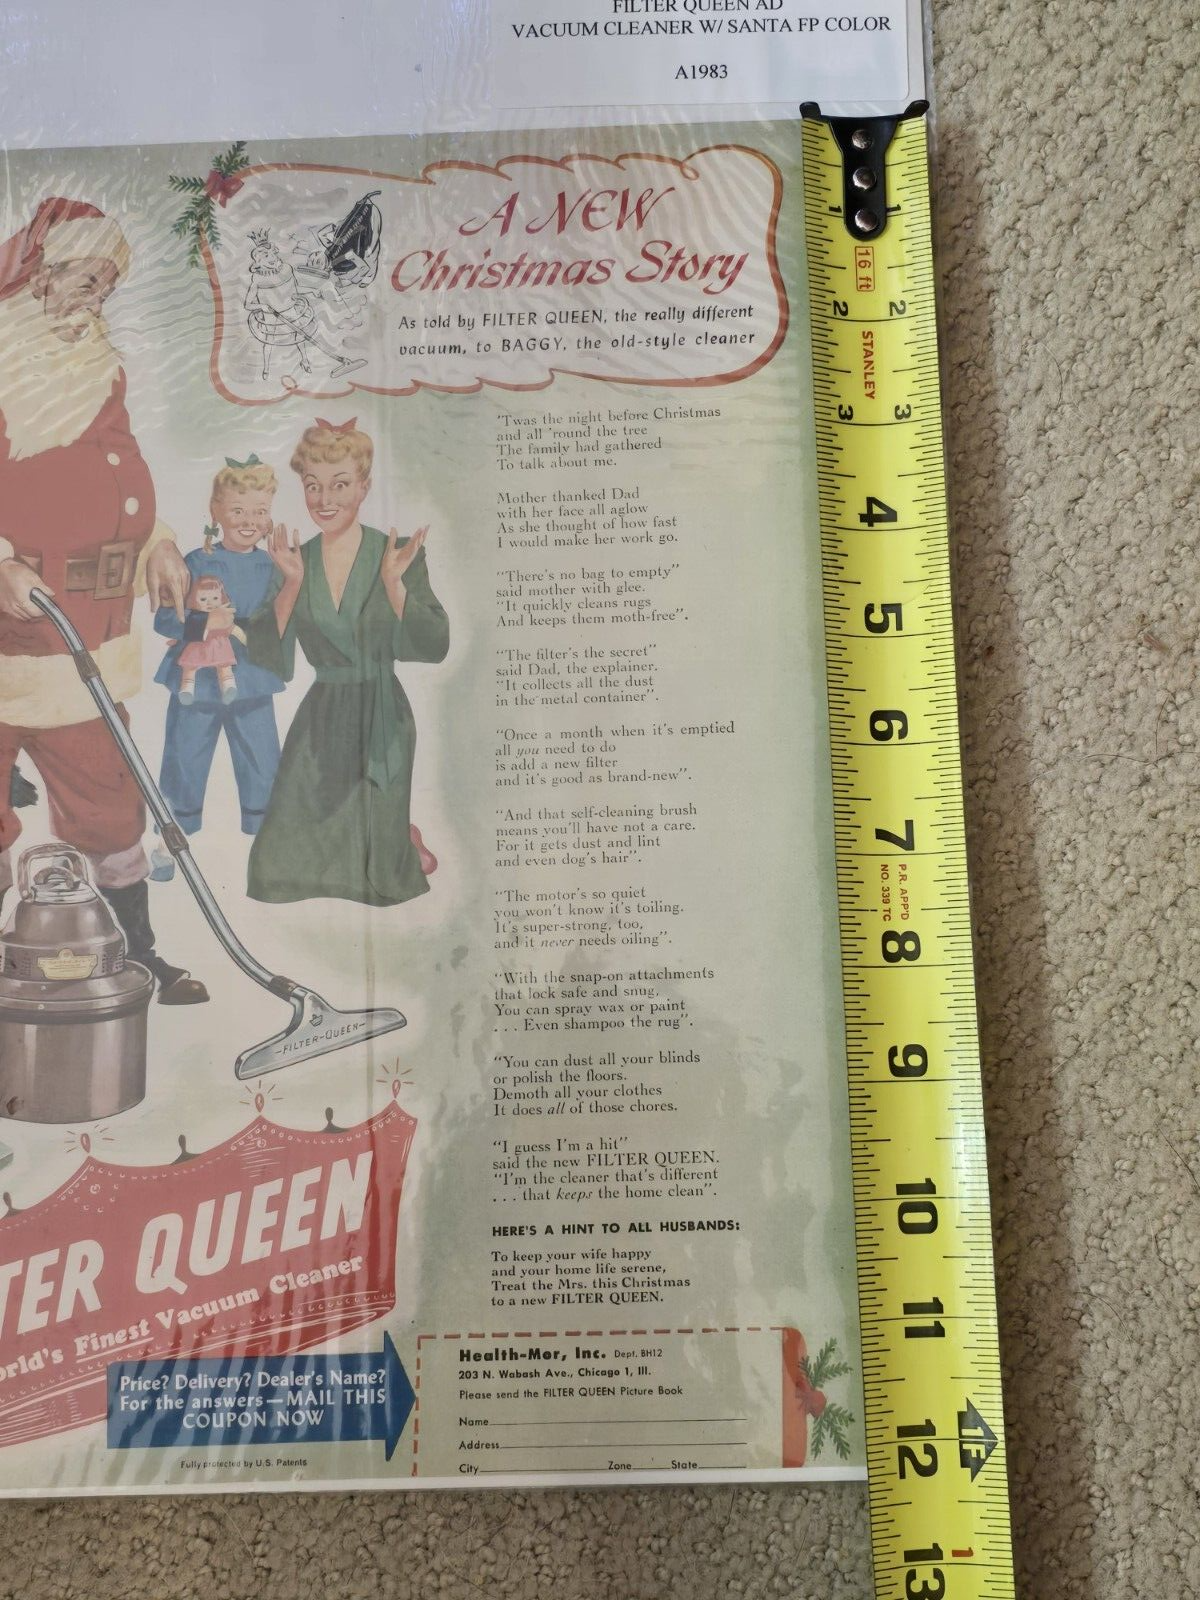 FILTER QUEEN AD
VACUUM CLEANER W/ SANTA FP COLOR
A1983
A NEW
Christmas Story
As told by FILTER QUEEN, the really different
vacuum, to BAGGY, the old-style cleaner
'Twas the night before Christmas
and all 'round the tree
The family had gathered
To talk about me.
Mother thanked Dad
with her face all aglow
As she thought of how fast
I would make her work go.
"There's no bag to empty"
said mother with glee.
"It quickly cleans rugs
And keeps them moth-free".
"The filter's the secret"
said Dad, the explainer.
"It collects all the dust
in the metal container".
"Once a month when it's emptied
all you need to do
is add a new filter
and it's good as brand-new".
"And that self-cleaning brush
means you'll have not a care.
For it gets dust and lint
and even dog's hair".
"The motor's so quiet
you won't know it's toiling.
It's super-strong, too,
and it never needs oiling".
"With the snap-on attachments
that lock safe and snug,
You can spray wax or paint
. . . Even shampoo the rug".
"You can dust all your blinds
or polish the floors.
Demoth all your clothes
It does all of those chores.
"I guess I'm a hit"
said the new FILTER QUEEN.
"I'm the cleaner that's different
. . . that keeps the home clean".
HERE'S A HINT TO ALL HUSBANDS:
To keep your wife happy
and your home life serene,
Treat the Mrs. this Christmas
to a new FILTER QUEEN.
-FILTER-QUEEN-
TER QUEEN
orld's Finest Vacuum Cleaner
Price? Delivery? Dealer's Name?
For the answers—MAIL THIS
COUPON NOW
Fully protected by U.S. Patents
Health-Mor, Inc. Dept. BH12
203 N. Wabash Ave., Chicago 1, Ill.
Please send the FILTER QUEEN Picture Book
Name
Address
City Zone State
1 1
16 ft
2 2
STANLEY
3 3
4
5
6
7
P.R. APP'D
NO. 339 TC
8
9
10
11
12
1F
1
13